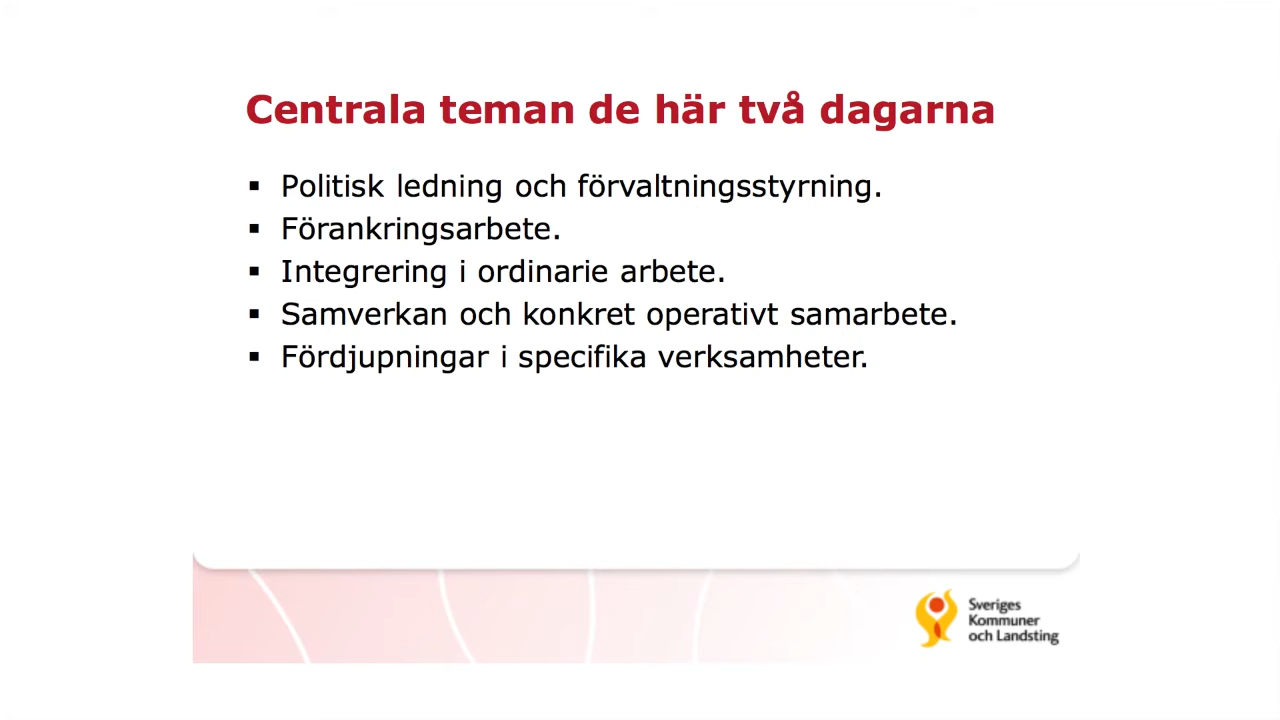 Centrala teman de här två dagarna
▪ Politisk ledning och förvaltningsstyrning.
▪ Förankringsarbete.
▪ Integrering i ordinarie arbete.
▪ Samverkan och konkret operativt samarbete.
▪ Fördjupningar i specifika verksamheter.
Sveriges
Kommuner
och Landsting